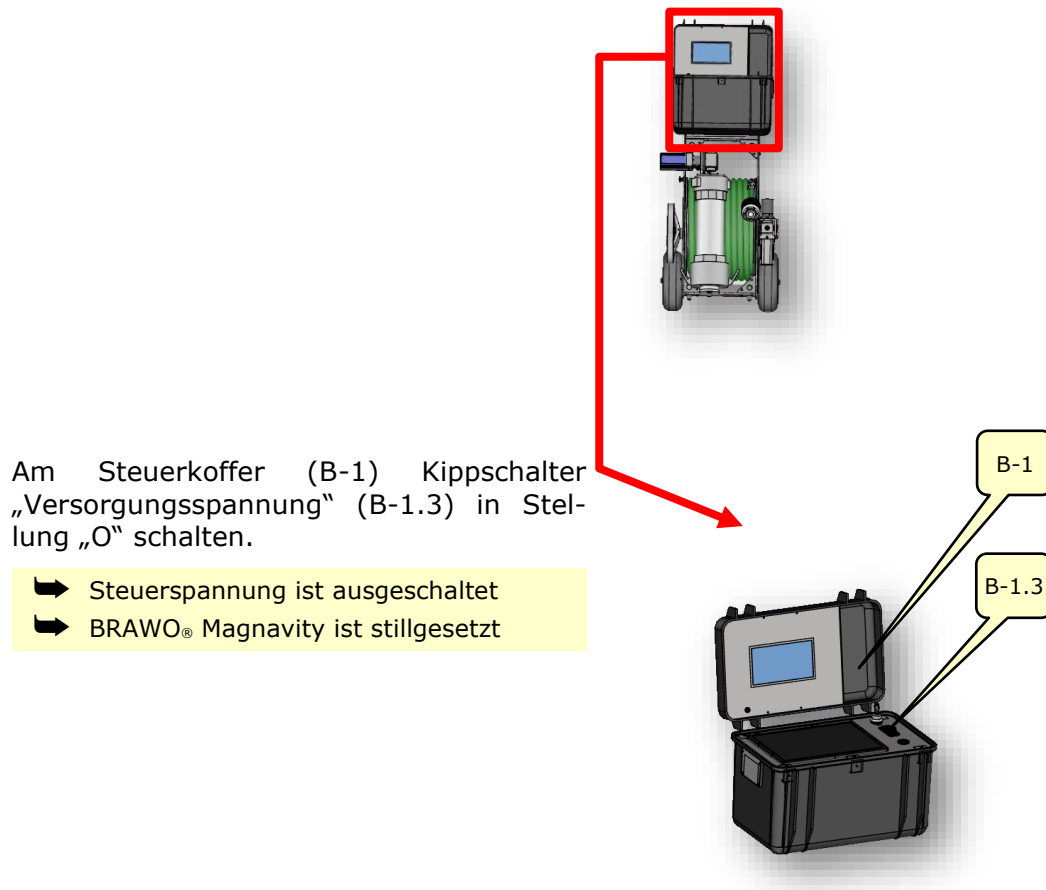 Am Steuerkoffer (B-1) Kippschalter
„Versorgungsspannung“ (B-1.3) in Stel-
lung „O“ schalten.
➥ Steuerspannung ist ausgeschaltet
➥ BRAWO® Magnavity ist stillgesetzt
B-1
B-1.3